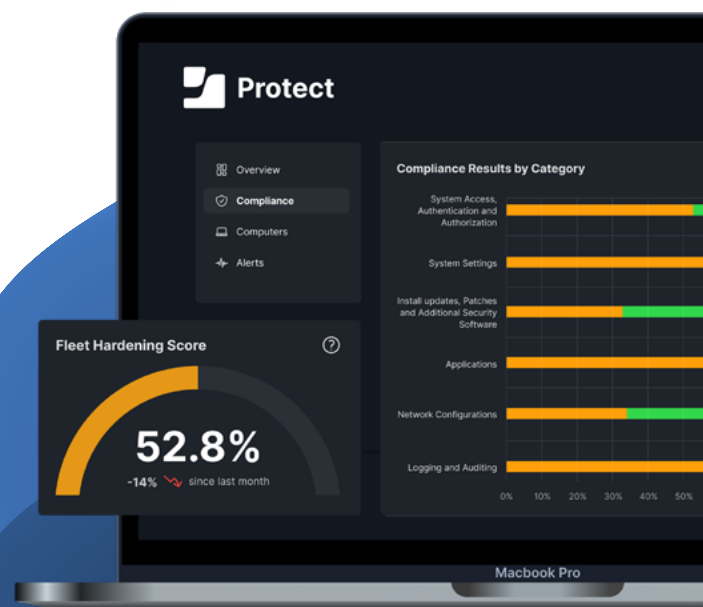 Protect
Overview
Compliance
Computers
Alerts
Compliance Results by Category
System Access,
Authentication and
Authorization
System Settings
Install updates, Patches
and Additional Security
Software
Applications
Network Configurations
Logging and Auditing
0% 10% 20% 30% 40% 50%
Fleet Hardening Score
?
52.8%
-14% since last month
Macbook Pro